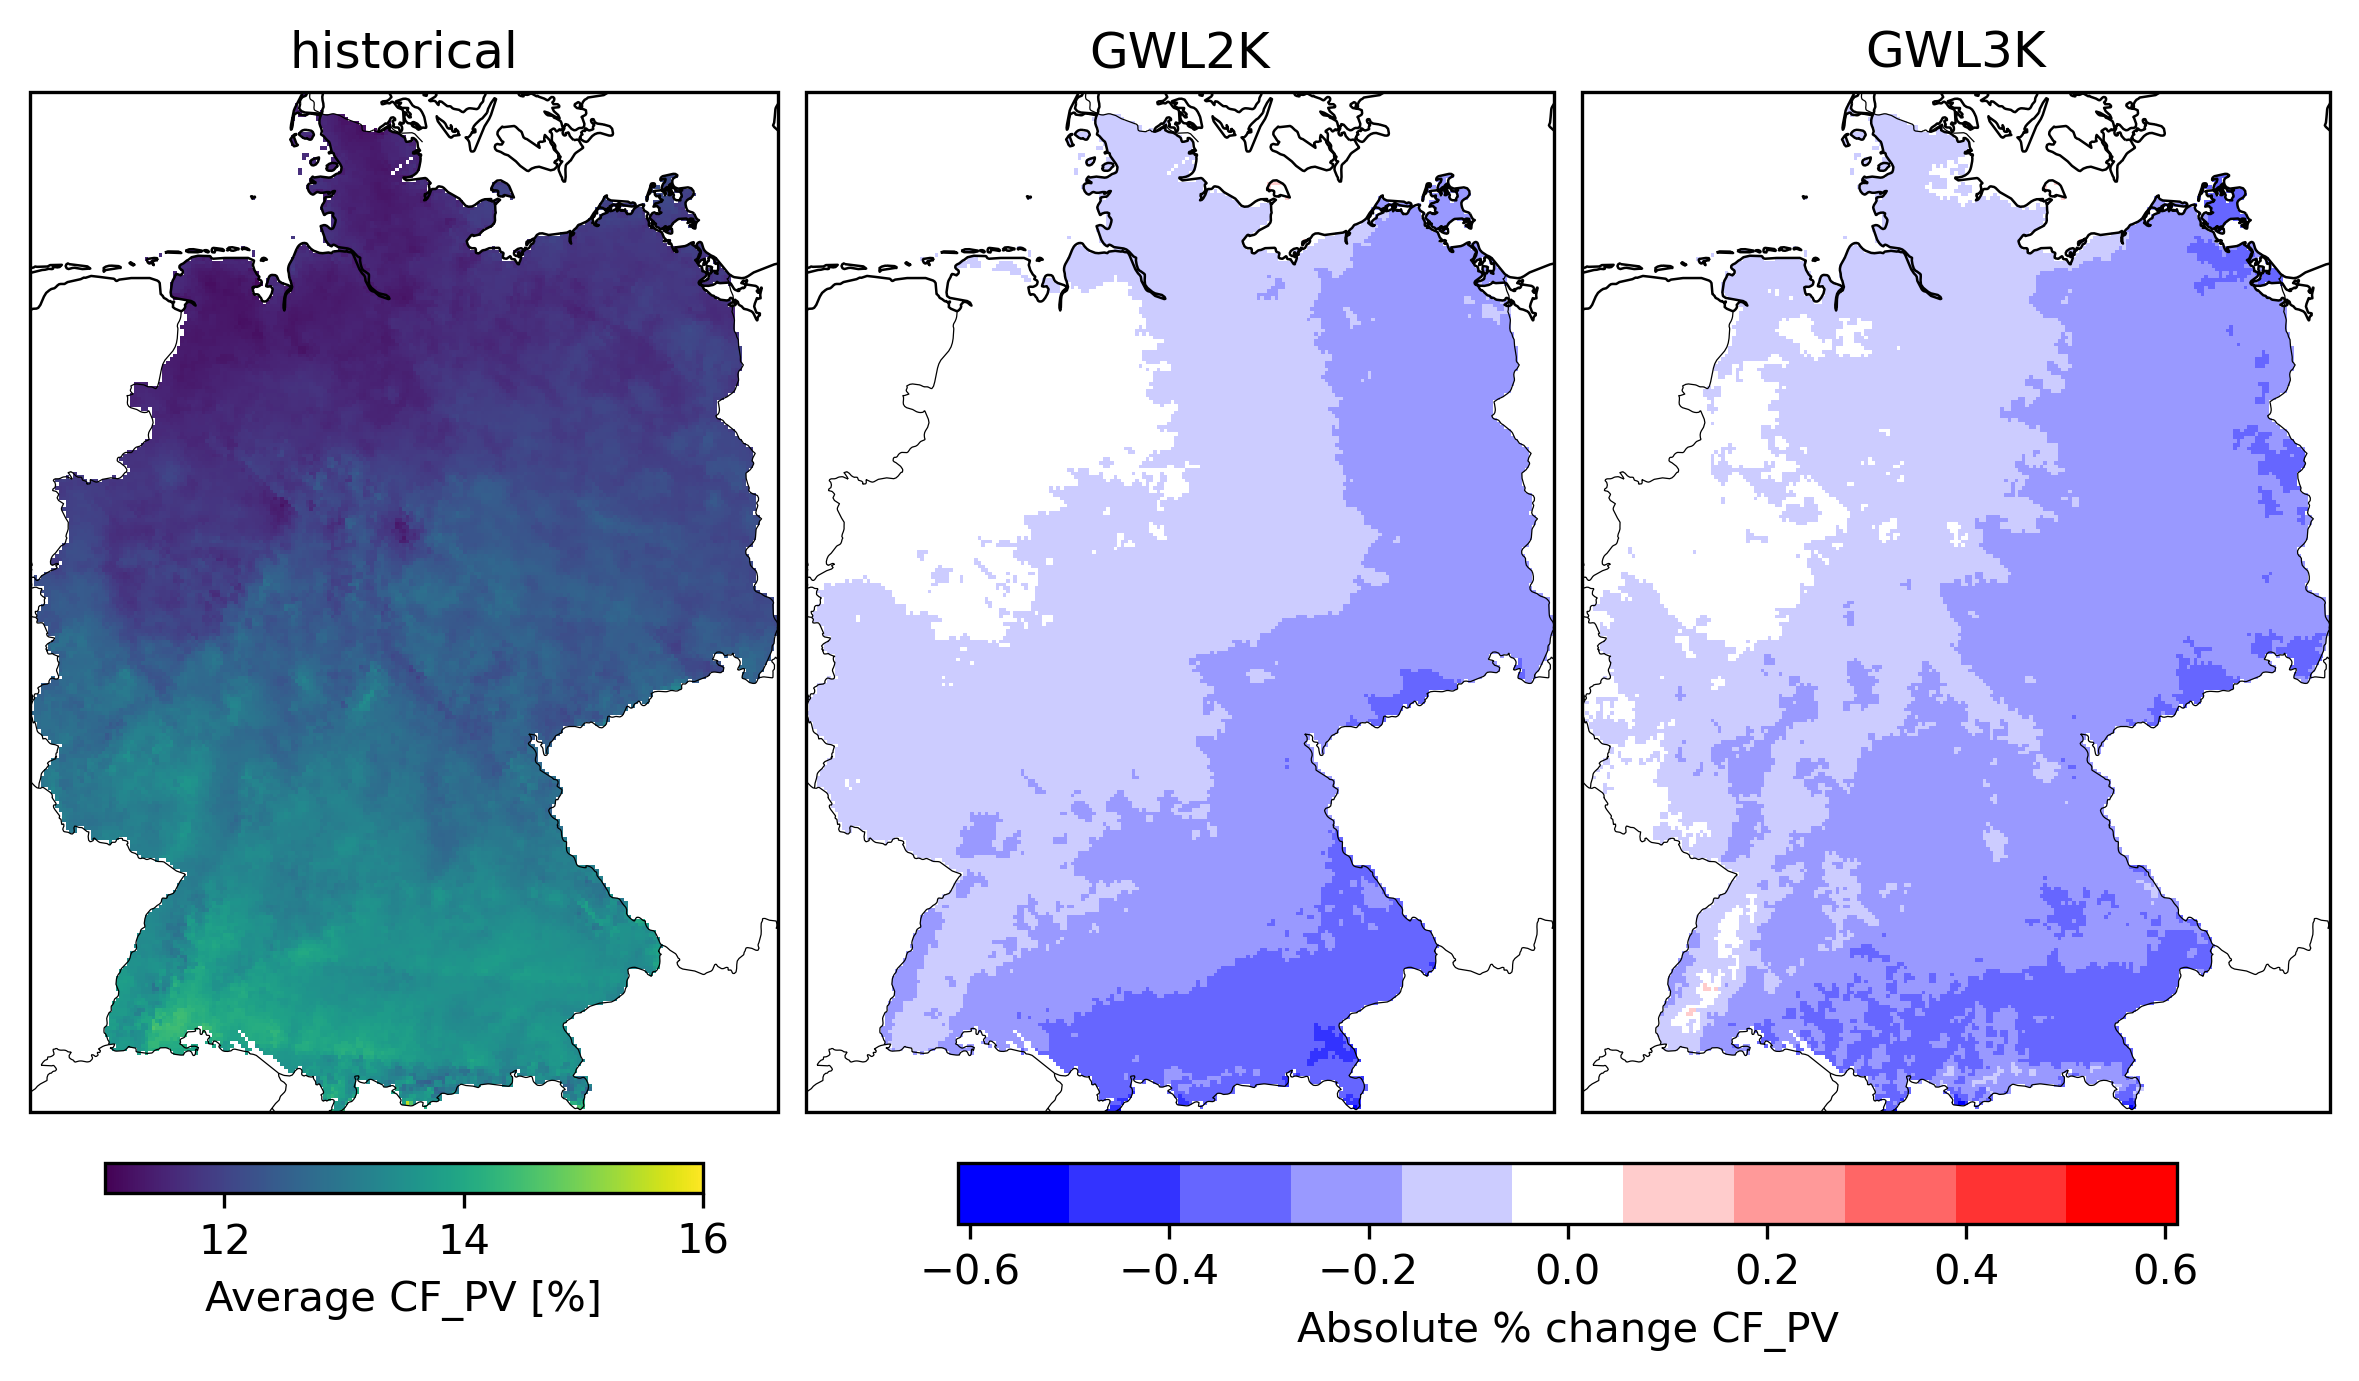 historical
GWL2K
GWL3K
12 14 16
Average CF_PV [%]
−0.6 −0.4 −0.2 0.0 0.2 0.4 0.6
Absolute % change CF_PV